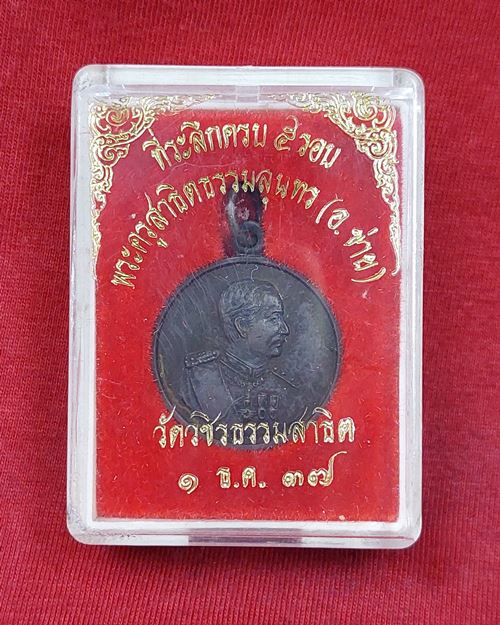 ที่ระลึกครบ ๕ รอบ
พระครูสาธิตธรรมสุนทร (อ.ช่าย)
วัดวชิรธรรมสาธิต
๑ ธ.ค. ๓๗